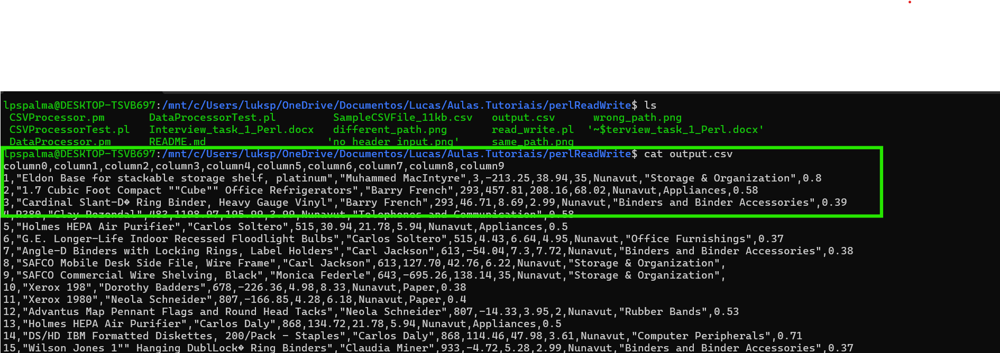 lpspalma@DESKTOP-TSVB697:/mnt/c/Users/luksp/OneDrive/Documentos/Lucas/Aulas.Tutoriais/perlReadWrite$ ls
CSVProcessor.pm DataProcessorTest.pl SampleCSVFile_11kb.csv output.csv wrong_path.png
CSVProcessorTest.pl Interview_task_1_Perl.docx different_path.png read_write.pl '~$terview_task_1_Perl.docx'
DataProcessor.pm README.md 'no header input.png' same_path.png
lpspalma@DESKTOP-TSVB697:/mnt/c/Users/luksp/OneDrive/Documentos/Lucas/Aulas.Tutoriais/perlReadWrite$ cat output.csv
column0,column1,column2,column3,column4,column5,column6,column7,column8,column9
1,"Eldon Base for stackable storage shelf, platinum","Muhammed MacIntyre",3,-213.25,38.94,35,Nunavut,"Storage & Organization",0.8
2,"1.7 Cubic Foot Compact ""Cube"" Office Refrigerators","Barry French",293,457.81,208.16,68.02,Nunavut,Appliances,0.58
3,"Cardinal Slant-D� Ring Binder, Heavy Gauge Vinyl","Barry French",293,46.71,8.69,2.99,Nunavut,"Binders and Binder Accessories",0.39
4,R380,"Clay Rozendal",483,1198.97,195.99,3.99,Nunavut,"Telephones and Communication",0.58
5,"Holmes HEPA Air Purifier","Carlos Soltero",515,30.94,21.78,5.94,Nunavut,Appliances,0.5
6,"G.E. Longer-Life Indoor Recessed Floodlight Bulbs","Carlos Soltero",515,4.43,6.64,4.95,Nunavut,"Office Furnishings",0.37
7,"Angle-D Binders with Locking Rings, Label Holders","Carl Jackson",613,-54.04,7.3,7.72,Nunavut,"Binders and Binder Accessories",0.38
8,"SAFCO Mobile Desk Side File, Wire Frame","Carl Jackson",613,127.70,42.76,6.22,Nunavut,"Storage & Organization",
9,"SAFCO Commercial Wire Shelving, Black","Monica Federle",643,-695.26,138.14,35,Nunavut,"Storage & Organization",
10,"Xerox 198","Dorothy Badders",678,-226.36,4.98,8.33,Nunavut,Paper,0.38
11,"Xerox 1980","Neola Schneider",807,-166.85,4.28,6.18,Nunavut,Paper,0.4
12,"Advantus Map Pennant Flags and Round Head Tacks","Neola Schneider",807,-14.33,3.95,2,Nunavut,"Rubber Bands",0.53
13,"Holmes HEPA Air Purifier","Carlos Daly",868,134.72,21.78,5.94,Nunavut,Appliances,0.5
14,"DS/HD IBM Formatted Diskettes, 200/Pack - Staples","Carlos Daly",868,114.46,47.98,3.61,Nunavut,"Computer Peripherals",0.71
15,"Wilson Jones 1"" Hanging DublLock� Ring Binders","Claudia Miner",933,-4.72,5.28,2.99,Nunavut,"Binders and Binder Accessories",0.37